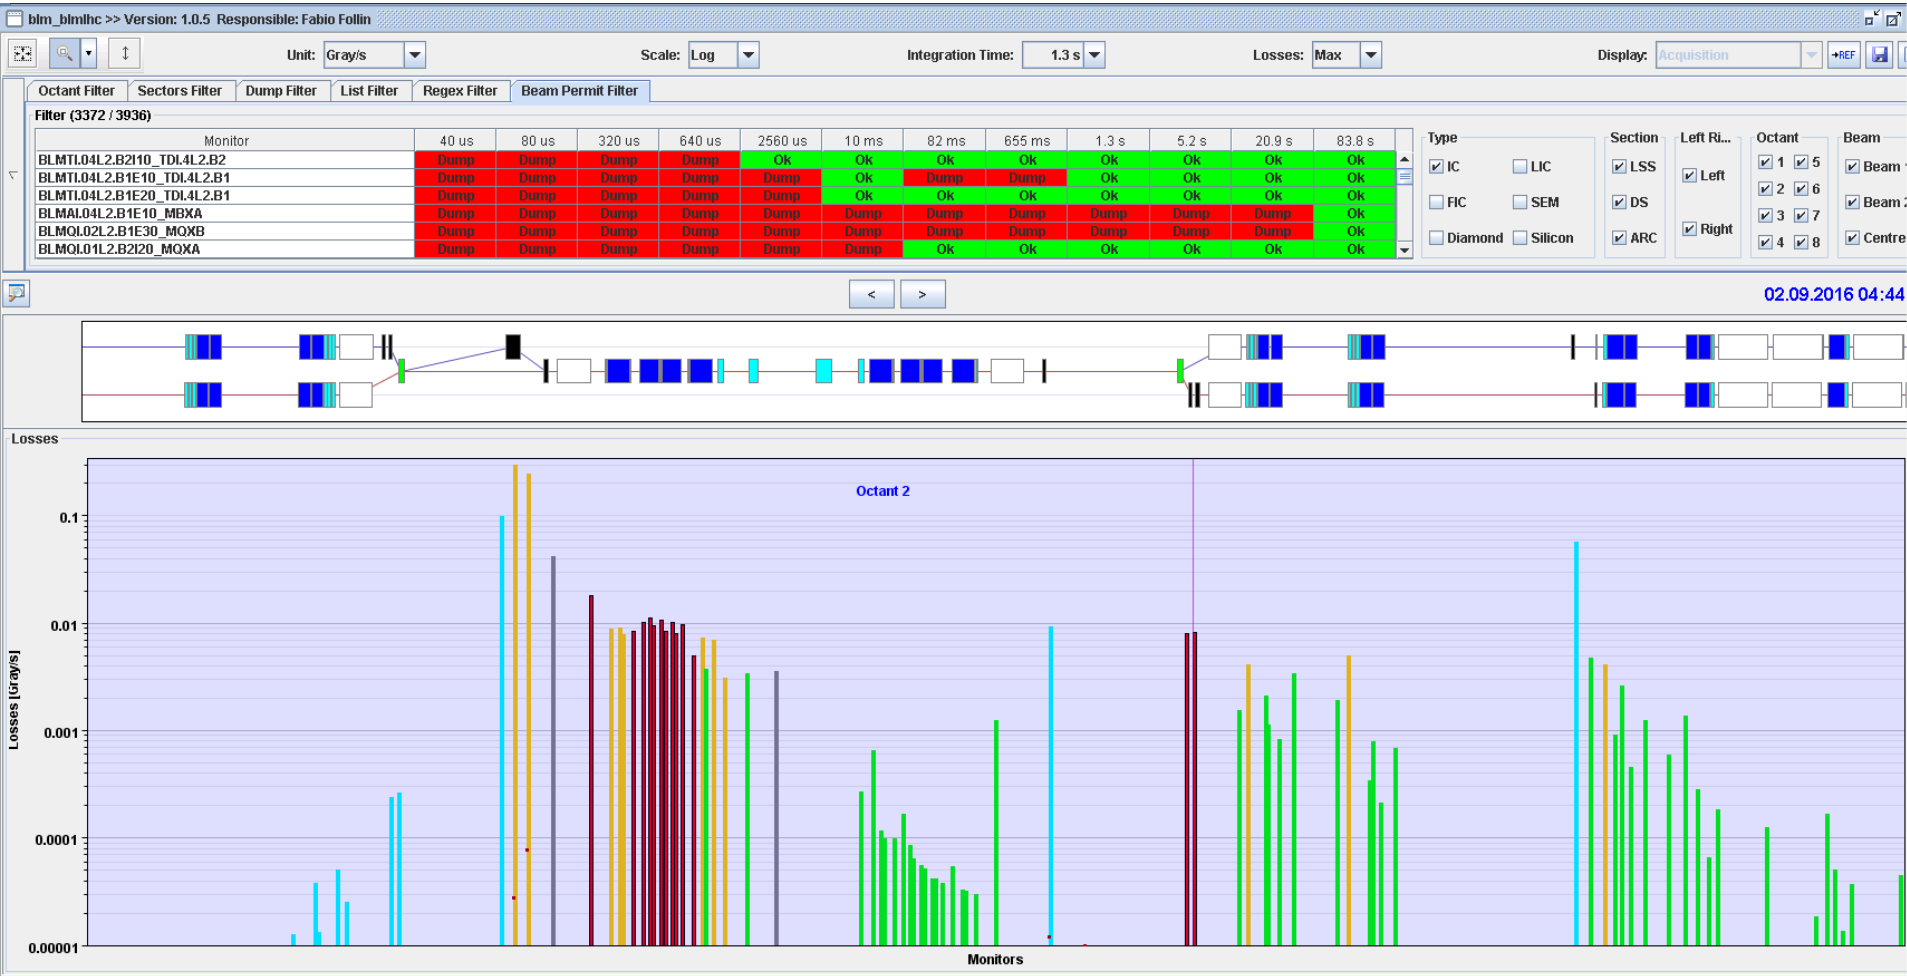 blm_blmlhc >> Version: 1.0.5 Responsible: Fabio Follin
Unit: Gray/s Scale: Log Integration Time: 1.3 s Losses: Max Display: Acquisition →REF
Octant Filter Sectors Filter Dump Filter List Filter Regex Filter Beam Permit Filter
Filter (3372 / 3936)
Monitor 40 us 80 us 320 us 640 us 2560 us 10 ms 82 ms 655 ms 1.3 s 5.2 s 20.9 s 83.8 s
BLMTI.04L2.B2I10_TDI.4L2.B2 Dump Dump Dump Dump Ok Ok Ok Ok Ok Ok Ok Ok
BLMTI.04L2.B1E10_TDI.4L2.B1 Dump Dump Dump Dump Dump Ok Dump Dump Ok Ok Ok Ok
BLMTI.04L2.B1E20_TDI.4L2.B1 Dump Dump Dump Dump Dump Ok Ok Ok Ok Ok Ok Ok
BLMAI.04L2.B1E10_MBXA Dump Dump Dump Dump Dump Dump Dump Dump Dump Dump Dump Ok
BLMQI.02L2.B1E30_MQXB Dump Dump Dump Dump Dump Dump Dump Dump Dump Dump Dump Ok
BLMQI.01L2.B2I20_MQXA Dump Dump Dump Dump Dump Dump Ok Ok Ok Ok Ok Ok
Type Section Left Ri... Octant Beam
IC LIC LSS Left 1 5 Beam
FIC SEM DS 2 6 Beam 2
Diamond Silicon ARC Right 3 7 Centre
4 8
< >
02.09.2016 04:44
Losses
Octant 2
0.1
0.01
0.001
0.0001
0.00001
Losses [Gray/s]
Monitors